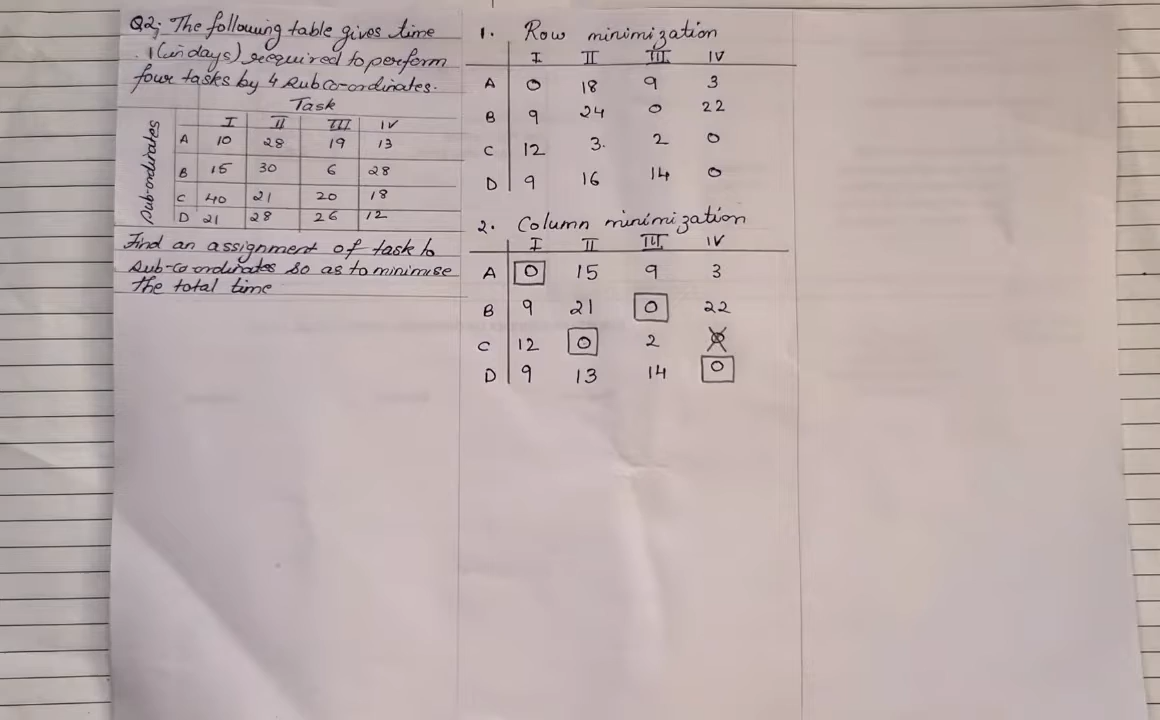 Q2; The following table gives time
(in days) required to perform
four tasks by 4 subco-ordinates.
Task
Sub-ordinates
I II III IV
A 10 28 19 13
B 15 30 6 28
C 40 21 20 18
D 21 28 26 12
Find an assignment of task to
sub-co ordinates so as to minimise
the total time
1. Row minimization
I II III IV
A 0 18 9 3
B 9 24 0 22
C 12 3. 2 0
D 9 16 14 0
2. Column minimization
I II III IV
A 0 15 9 3
B 9 21 0 22
C 12 0 2 0
D 9 13 14 0